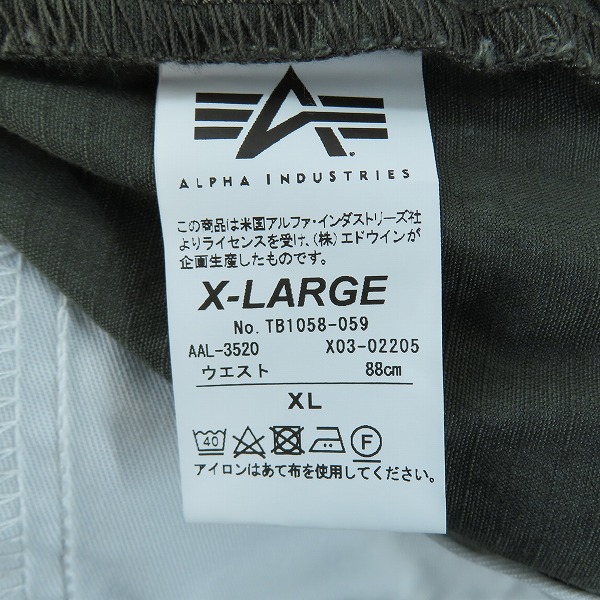 ALPHA INDUSTRIES
この商品は米国アルファ・インダストリーズ社
よりライセンスを受け、(株)エドウインが
企画生産したものです。
X-LARGE
No. TB1058-059
AAL-3520 X03-02205
ウエスト 88cm
XL
40 F
アイロンはあて布を使用してください。